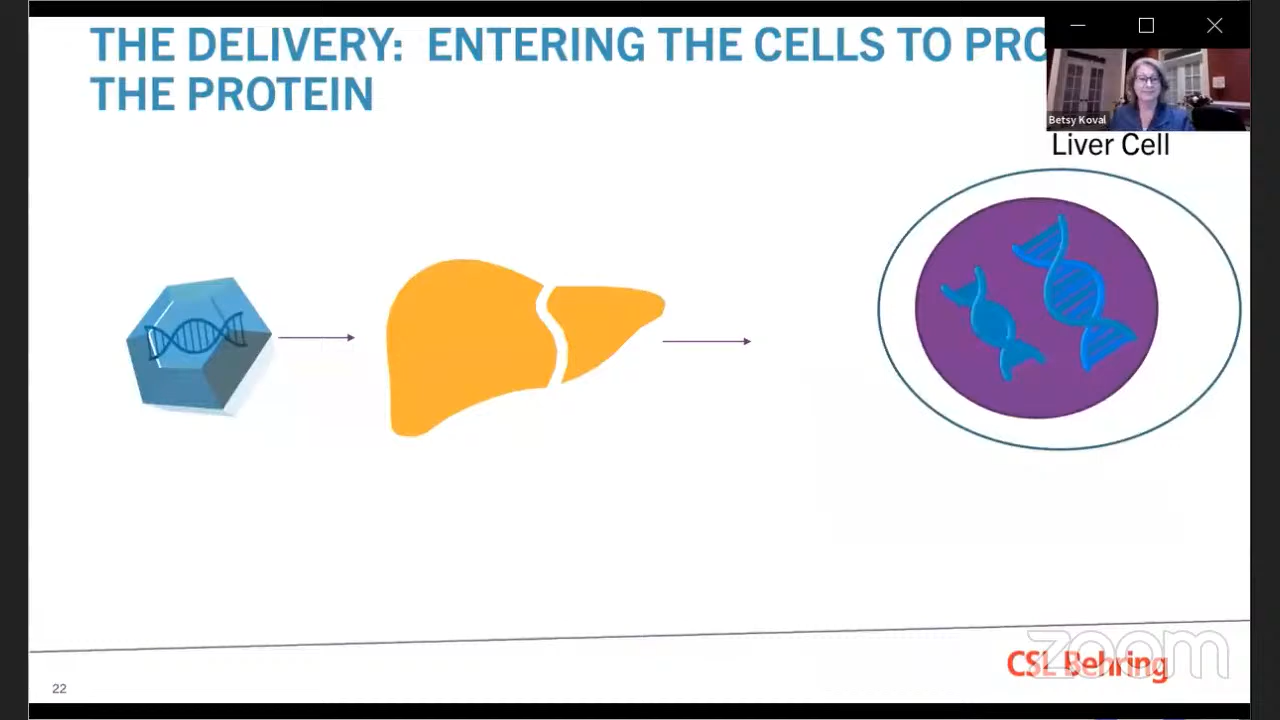 THE DELIVERY: ENTERING THE CELLS TO PRO
THE PROTEIN
Betsy Koval
Liver Cell
CSL Behring
zoom
22